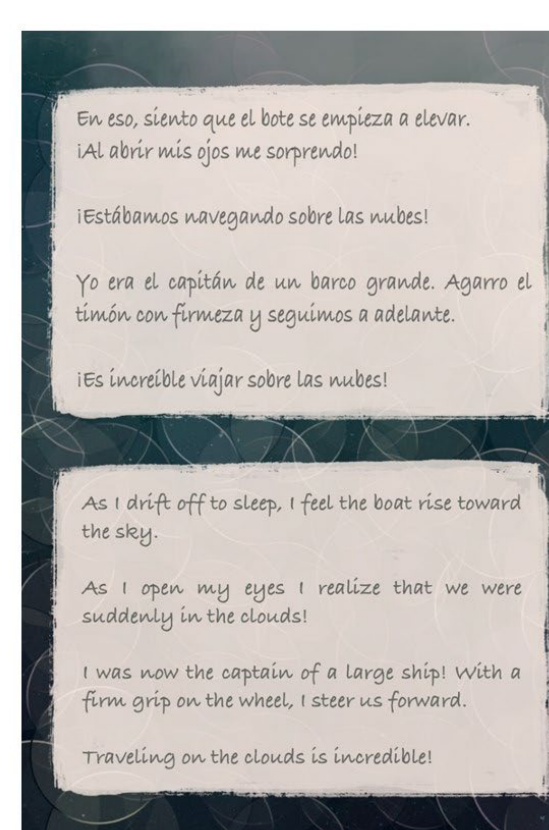 En eso, siento que el bote se empieza a elevar.
¡Al abrir mis ojos me sorprendo!
¡Estábamos navegando sobre las nubes!
Yo era el capitán de un barco grande. Agarro el
timón con firmeza y seguimos a adelante.
¡Es increíble viajar sobre las nubes!
As I drift off to sleep, I feel the boat rise toward
the sky.
As I open my eyes I realize that we were
suddenly in the clouds!
I was now the captain of a large ship! With a
firm grip on the wheel, I steer us forward.
Traveling on the clouds is incredible!